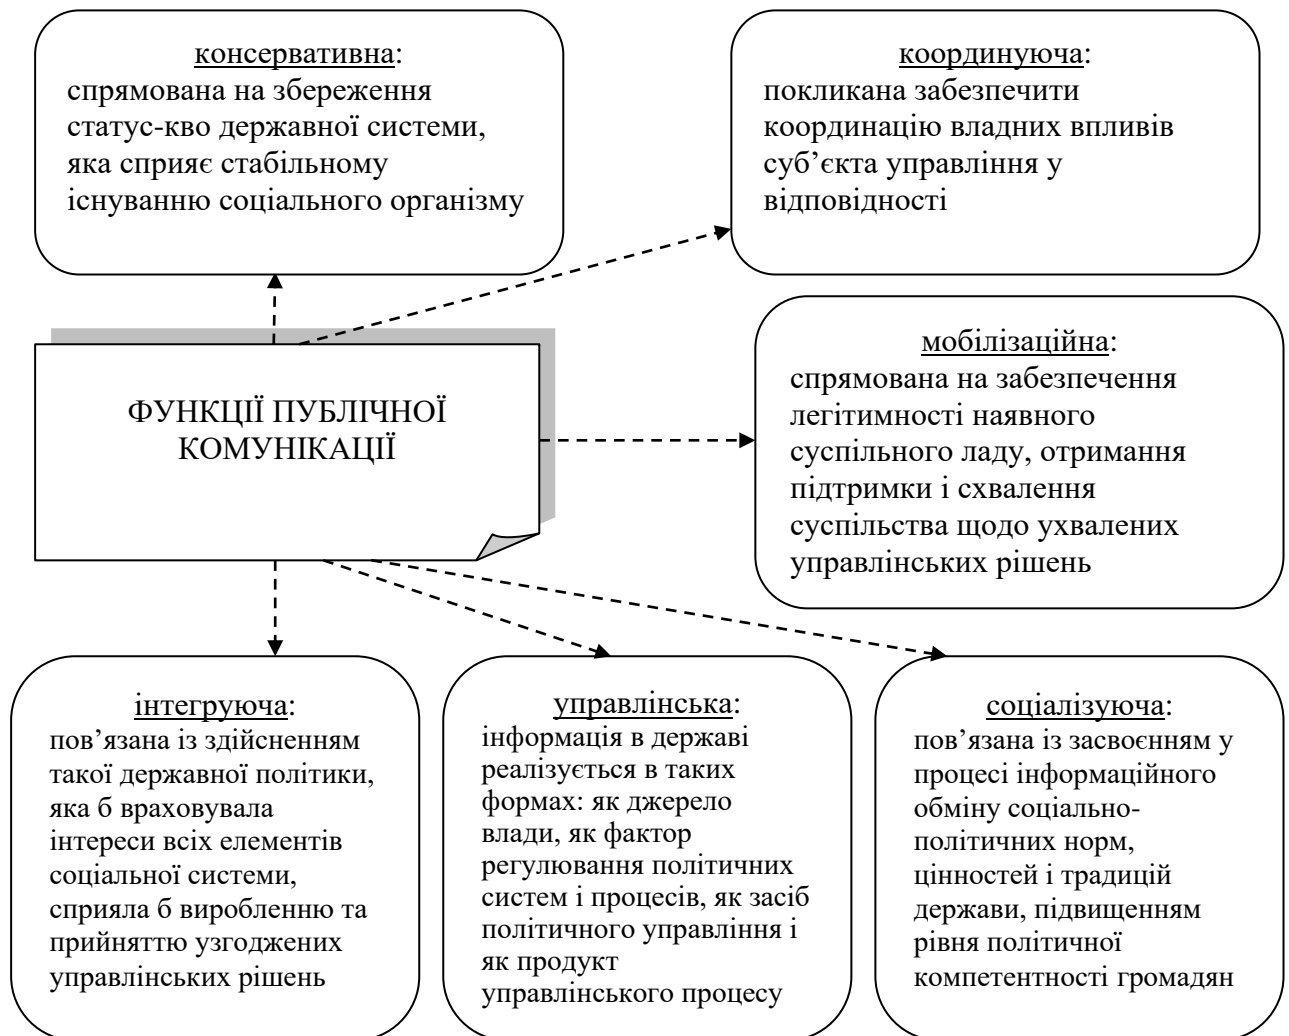 консервативна:
спрямована на збереження
статус-кво державної системи,
яка сприяє стабільному
існуванню соціального організму
координуюча:
покликана забезпечити
координацію владних впливів
суб’єкта управління у
відповідності
ФУНКЦІЇ ПУБЛІЧНОЇ
КОМУНІКАЦІЇ
мобілізаційна:
спрямована на забезпечення
легітимності наявного
суспільного ладу, отримання
підтримки і схвалення
суспільства щодо ухвалених
управлінських рішень
інтегруюча:
пов’язана із здійсненням
такої державної політики,
яка б враховувала
інтереси всіх елементів
соціальної системи,
сприяла б виробленню та
прийняттю узгоджених
управлінських рішень
управлінська:
інформація в державі
реалізується в таких
формах: як джерело
влади, як фактор
регулювання політичних
систем і процесів, як засіб
політичного управління і
як продукт
управлінського процесу
соціалізуюча:
пов’язана із засвоєнням у
процесі інформаційного
обміну соціально-
політичних норм,
цінностей і традицій
держави, підвищенням
рівня політичної
компетентності громадян